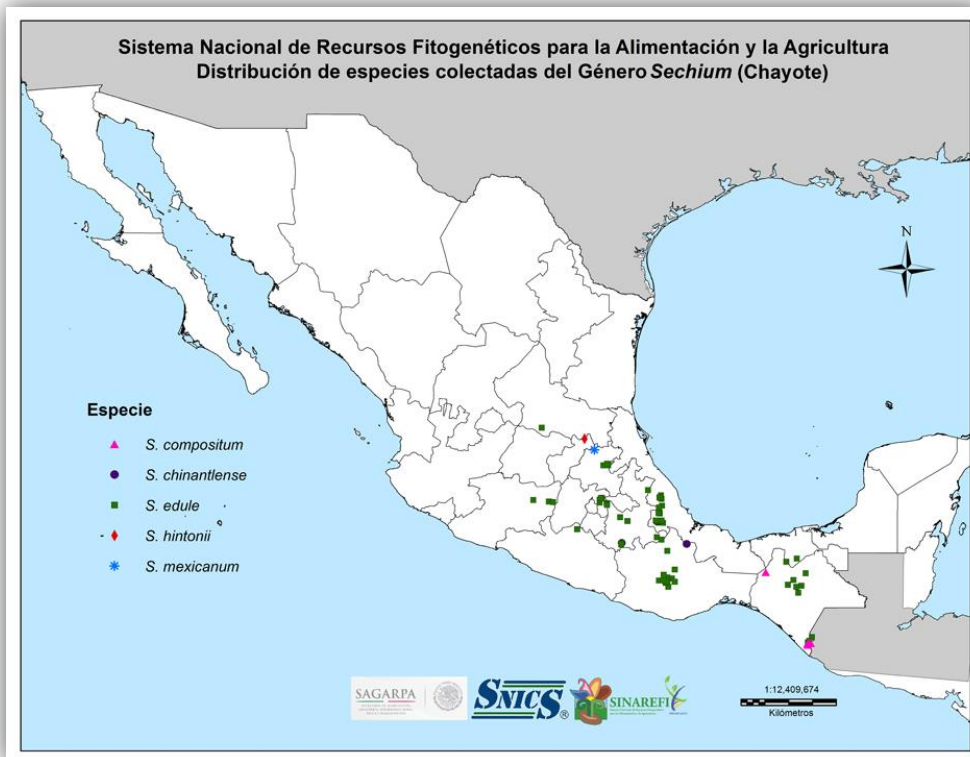 Sistema Nacional de Recursos Fitogenéticos para la Alimentación y la Agricultura
Distribución de especies colectadas del Género Sechium (Chayote)
N
Especie
S. compositum
S. chinantlense
S. edule
S. hintonii
S. mexicanum
SAGARPA
SNICS®
SINAREFI
1:12,409,674
Kilómetros